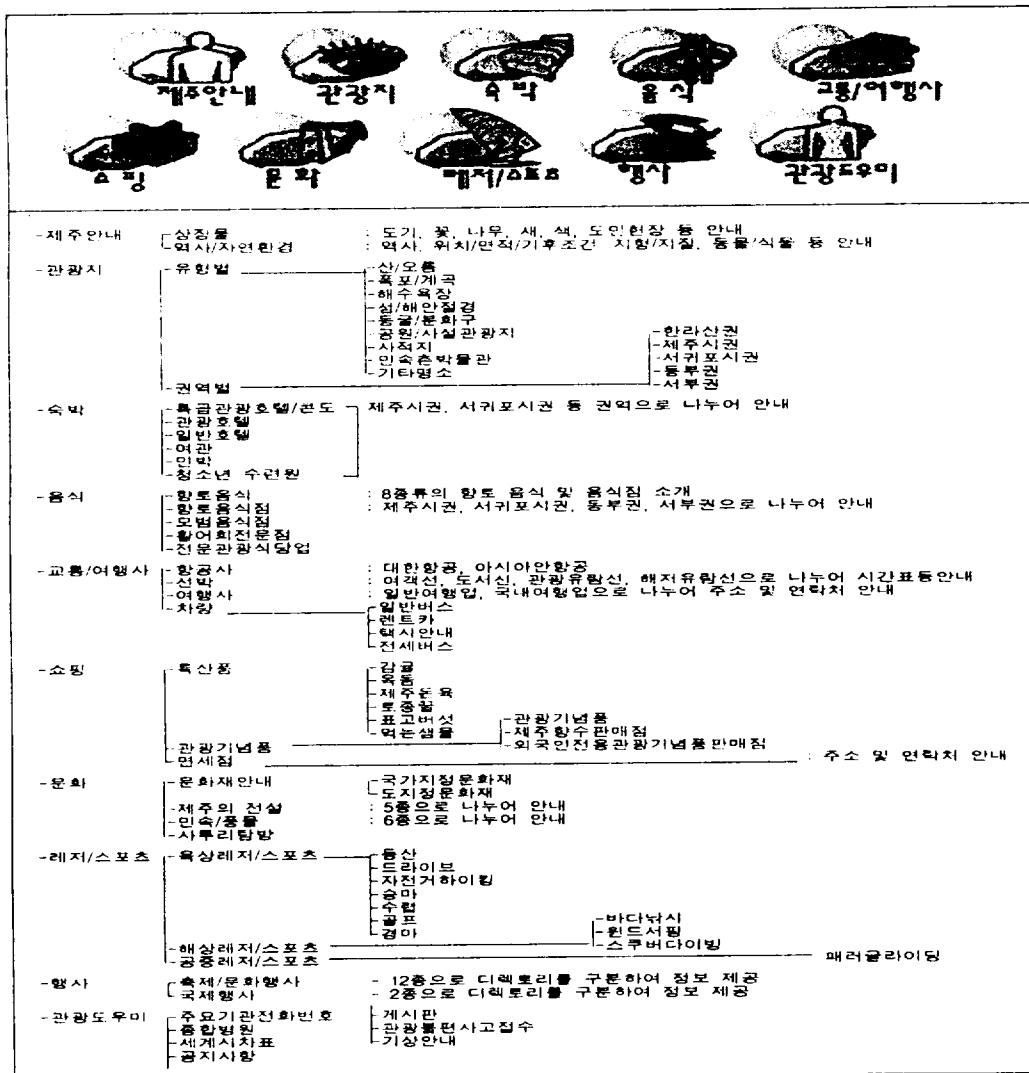 제주안내 관광지 숙박 음식 교통/여행사
쇼핑 문화 레저/스포츠 행사 관광도우미
-제주안내 -상징물 : 도기, 꽃, 나무, 새, 색, 도민헌장 등 안내
-역사/자연환경 : 역사, 위치/면적/기후조건 지형/지질, 동물/식물 등 안내
-관광지 -유형별 -산/오름
-폭포/계곡
-해수욕장
-섬/해안절경
-동굴/분화구
-공원/사설관광지 -한라산권
-사적지 -제주시권
-민속촌박물관 -서귀포시권
-기타명소 -동부권
-권역별 -서부권
-숙박 -특급관광호텔/콘도 제주시권, 서귀포시권 등 권역으로 나누어 안내
-관광호텔
-일반호텔
-여관
-민박
-청소년 수련원
-음식 -향토음식 : 8종류의 향토 음식 및 음식점 소개
-향토음식점 : 제주시권, 서귀포시권, 동부권, 서부권으로 나누어 안내
-모범음식점
-활어회전문점
-전문관광식당업
-교통/여행사 -항공사 : 대한항공, 아시아안항공
-선박 : 여객선, 도서선, 관광유람선, 해저유람선으로 나누어 시간표등안내
-여행사 : 일반여행업, 국내여행업으로 나누어 주소 및 연락처 안내
-차량 -일반버스
-렌트카
-택시안내
-전세버스
-쇼핑 -특산품 -감귤
-옥돔
-제주돈육
-토종꿀
-표고버섯 -관광기념품
-먹는샘물 -제주향수판매점
-관광기념품 -외국인전용관광기념품판매점
-면세점 : 주소 및 연락처 안내
-문화 -문화재안내 -국가지정문화재
-도지정문화재
-제주의 전설 : 5종으로 나누어 안내
-민속/풍물 : 6종으로 나누어 안내
-사투리탐방
-레저/스포츠 -육상레저/스포츠 -등산
-드라이브
-자전거하이킹
-승마
-수렵
-골프 -바다낚시
-경마 -윈드서핑
-해상레저/스포츠 -스쿠버다이빙
-공중레저/스포츠 패러글라이딩
-행사 -축제/문화행사 - 12종으로 디렉토리를 구분하여 정보 제공
-국제행사 - 2종으로 디렉토리를 구분하여 정보 제공
-관광도우미 -주요기관전화번호 -게시판
-종합병원 -관광불편사고접수
-세계시차표 -기상안내
-공지사항